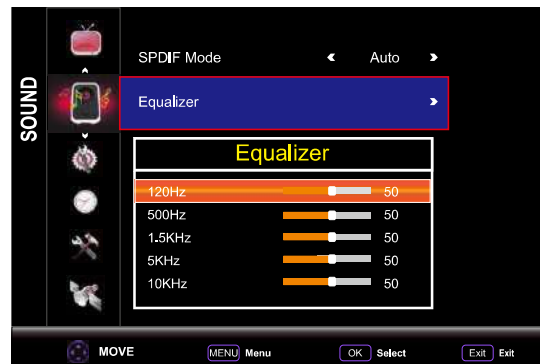 SOUND
SPDIF Mode Auto
Equalizer
Equalizer
120Hz 50
500Hz 50
1.5KHz 50
5KHz 50
10KHz 50
MOVE MENU Menu OK Select Exit Exit